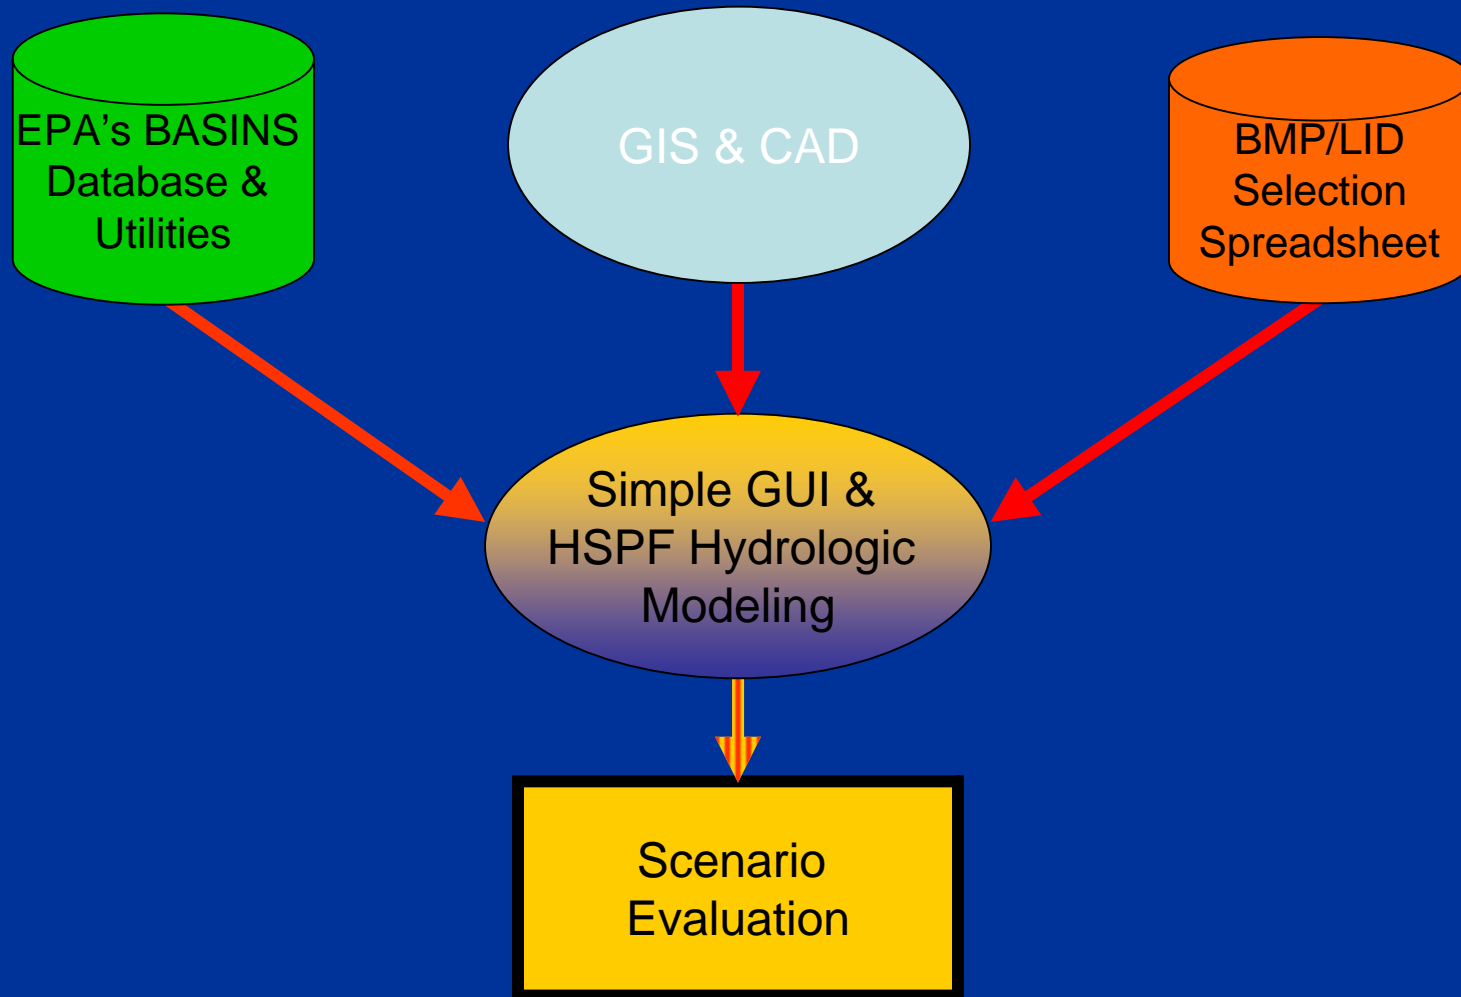 EPA's BASINS
Database &
Utilities
GIS & CAD
BMP/LID
Selection
Spreadsheet
Simple GUI &
HSPF Hydrologic
Modeling
Scenario
Evaluation